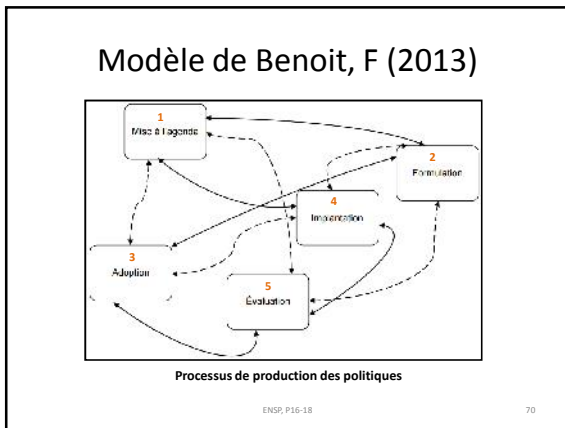 Modèle de Benoit, F (2013)
1
Mise à l'agenda
2
Formulation
4
Implantation
3
Adoption
5
Évaluation
Processus de production des politiques
ENSP, P16-18
70